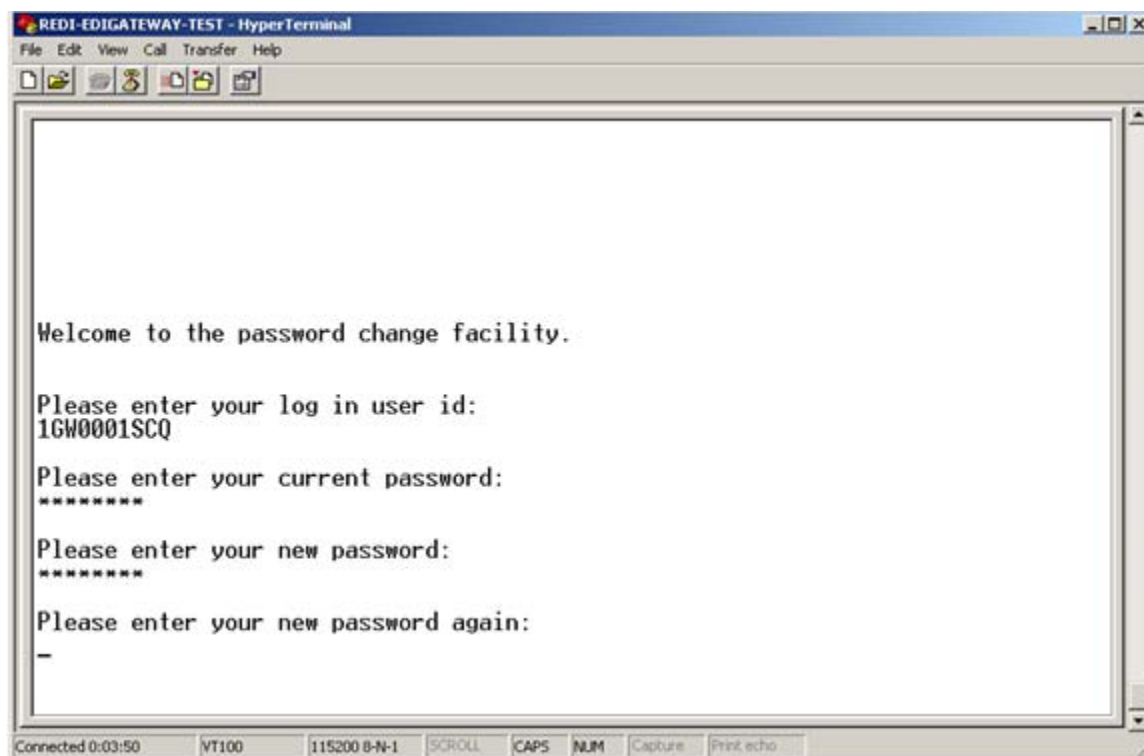 REDI-EDIGATEWAY-TEST - HyperTerminal
File Edit View Call Transfer Help
Welcome to the password change facility.
Please enter your log in user id:
1GW0001SCQ
Please enter your current password:
********
Please enter your new password:
********
Please enter your new password again:
_
Connected 0:03:50 VT100 115200 8-N-1 SCROLL CAPS NUM Capture Print echo